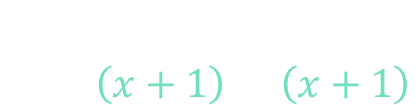 (x + 1) (x + 1)